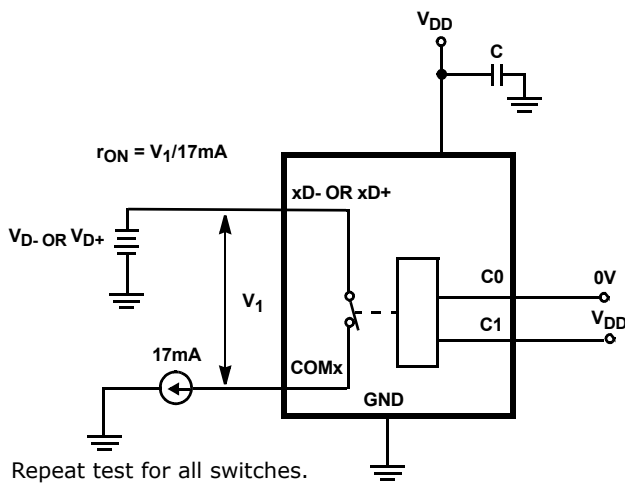 VDD
C
rON = V1/17mA
xD- OR xD+
VD- OR VD+
V1
C0
0V
C1
VDD
17mA
COMx
GND
Repeat test for all switches.